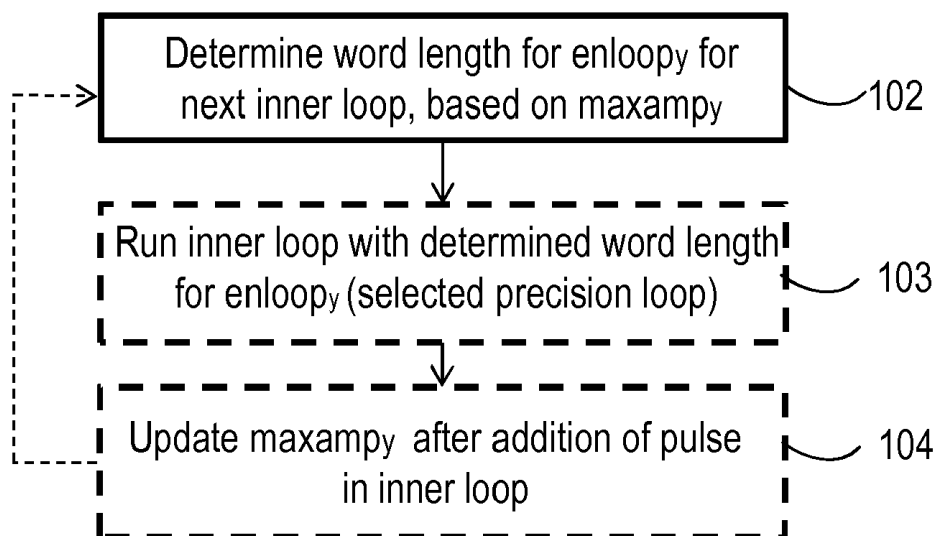 Determine word length for enloopy for
next inner loop, based on maxampy
102
Run inner loop with determined word length
for enloopy (selected precision loop)
103
Update maxampy after addition of pulse
in inner loop
104